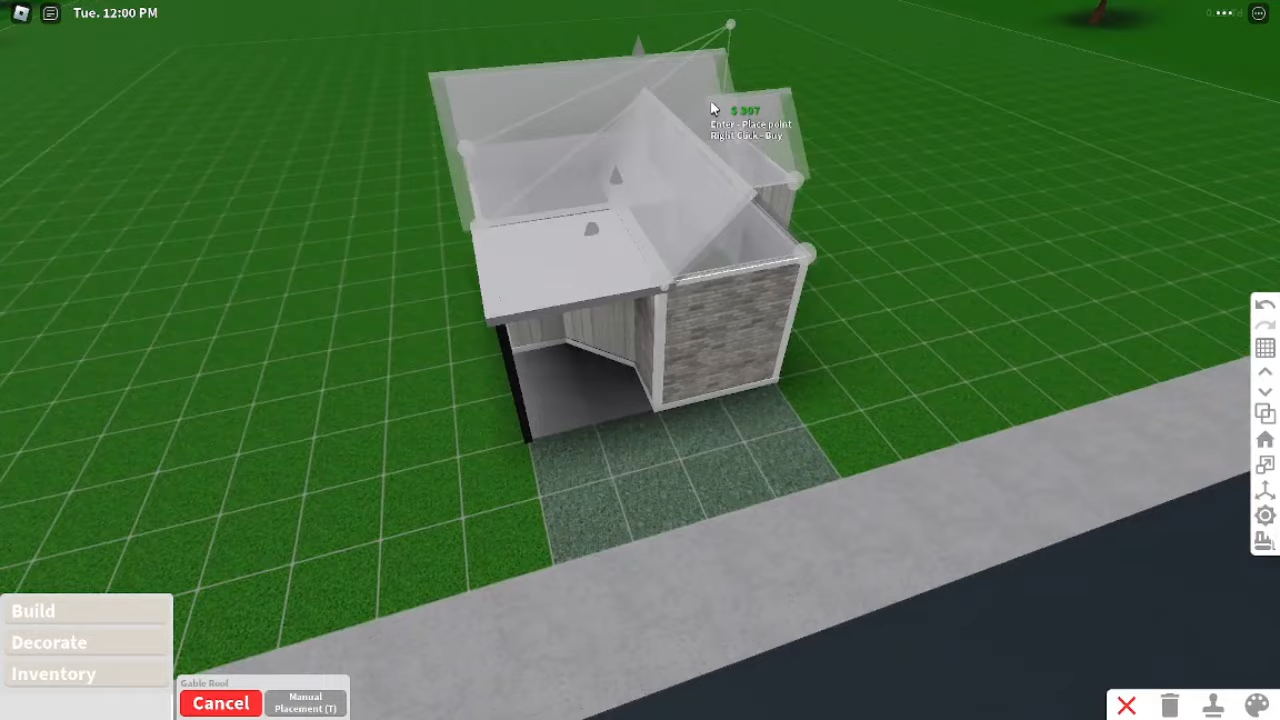 Tue. 12:00 PM
$ 307
Enter - Place point
Right Click - Buy
Build
Decorate
Inventory
Gable Roof
Cancel
Manual
Placement (T)